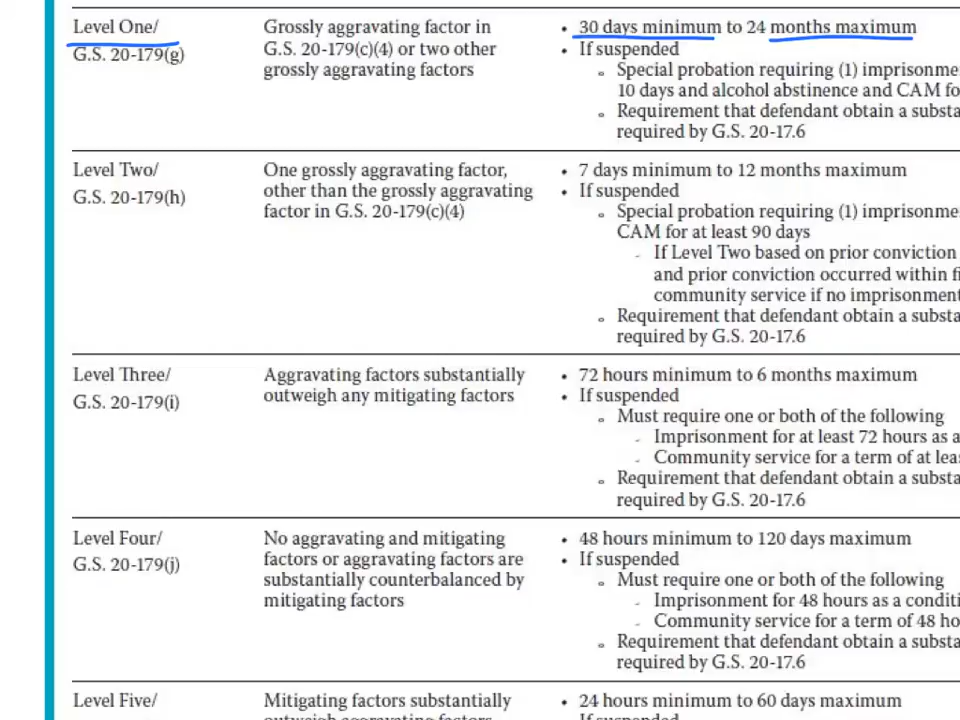 Level One/
G.S. 20-179(g)
Grossly aggravating factor in
G.S. 20-179(c)(4) or two other
grossly aggravating factors
• 30 days minimum to 24 months maximum
• If suspended
Special probation requiring (1) imprisonme
10 days and alcohol abstinence and CAM fo
Requirement that defendant obtain a substa
required by G.S. 20-17.6
Level Two/
G.S. 20-179(h)
One grossly aggravating factor,
other than the grossly aggravating
factor in G.S. 20-179(c)(4)
• 7 days minimum to 12 months maximum
• If suspended
Special probation requiring (1) imprisonme
CAM for at least 90 days
- If Level Two based on prior conviction
and prior conviction occurred within fi
community service if no imprisonment
Requirement that defendant obtain a substa
required by G.S. 20-17.6
Level Three/
G.S. 20-179(i)
Aggravating factors substantially
outweigh any mitigating factors
• 72 hours minimum to 6 months maximum
• If suspended
Must require one or both of the following
- Imprisonment for at least 72 hours as a
- Community service for a term of at leas
Requirement that defendant obtain a substa
required by G.S. 20-17.6
Level Four/
G.S. 20-179(j)
No aggravating and mitigating
factors or aggravating factors are
substantially counterbalanced by
mitigating factors
• 48 hours minimum to 120 days maximum
• If suspended
Must require one or both of the following
- Imprisonment for 48 hours as a conditi
- Community service for a term of 48 ho
Requirement that defendant obtain a substa
required by G.S. 20-17.6
Level Five/
Mitigating factors substantially
outweigh aggravating factors
• 24 hours minimum to 60 days maximum
• If suspended